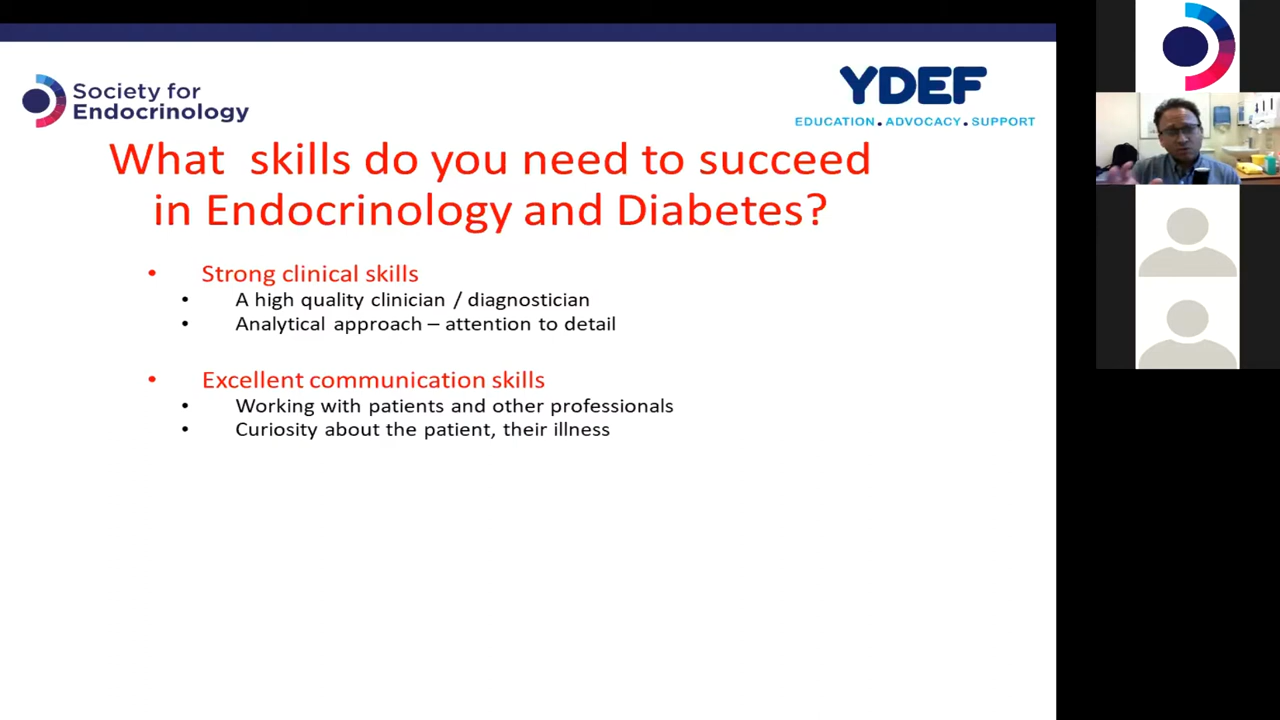 Society for
Endocrinology
YDEF
EDUCATION . ADVOCACY . SUPPORT
What skills do you need to succeed
in Endocrinology and Diabetes?
• Strong clinical skills
• A high quality clinician / diagnostician
• Analytical approach – attention to detail
• Excellent communication skills
• Working with patients and other professionals
• Curiosity about the patient, their illness